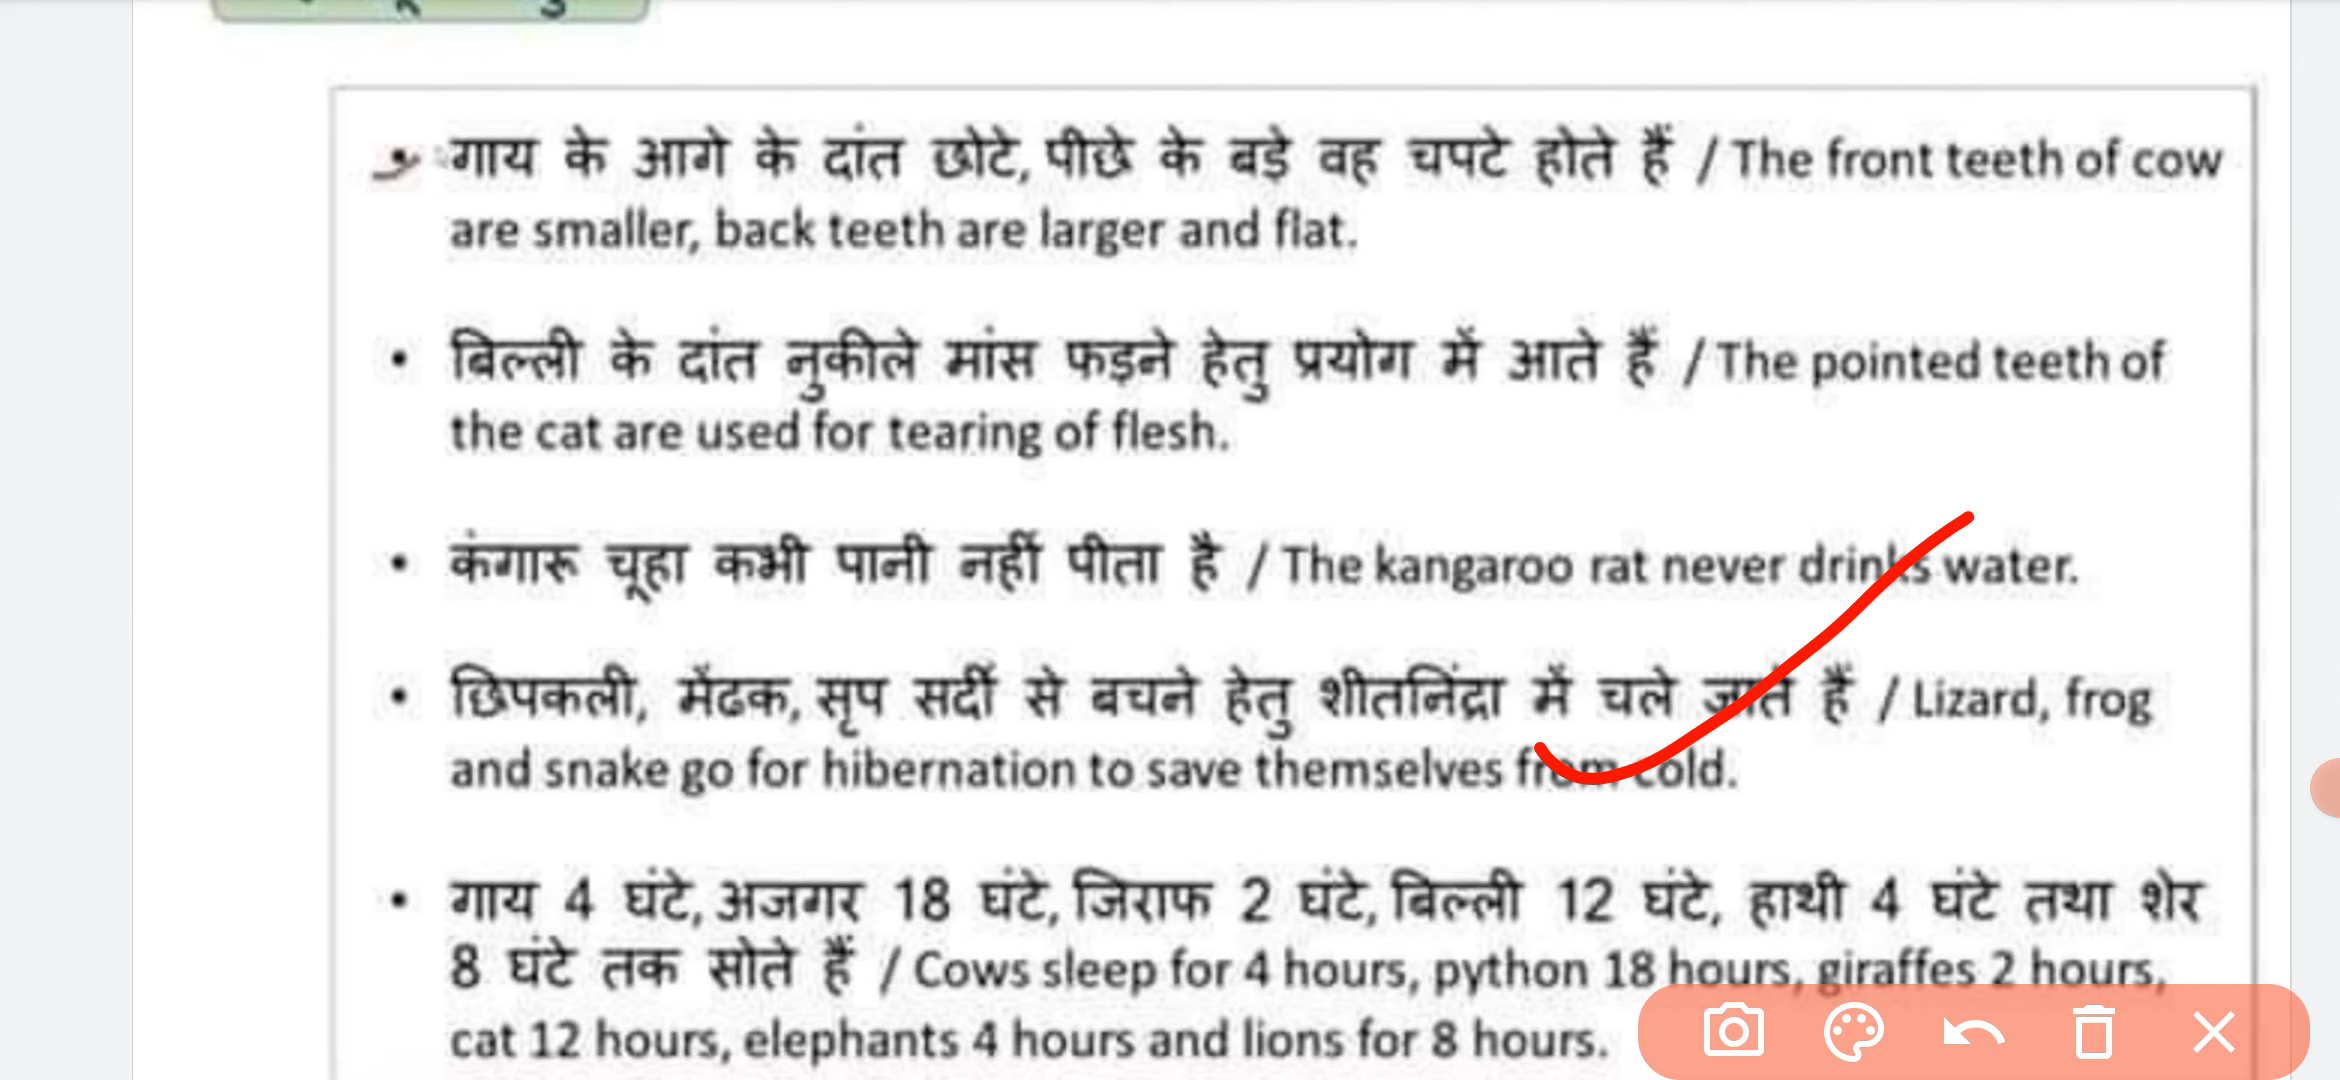 • गाय के आगे के दांत छोटे, पीछे के बड़े वह चपटे होते हैं / The front teeth of cow
are smaller, back teeth are larger and flat.
• बिल्ली के दांत नुकीले मांस फडने हेतु प्रयोग में आते हैं / The pointed teeth of
the cat are used for tearing of flesh.
• कंगारू चूहा कभी पानी नहीं पीता है / The kangaroo rat never drinks water.
• छिपकली, मेंढक, सृप सर्दी से बचने हेतु शीतनिंद्रा में चले जाते हैं / Lizard, frog
and snake go for hibernation to save themselves from cold.
• गाय 4 घंटे, अजगर 18 घंटे, जिराफ 2 घंटे, बिल्ली 12 घंटे, हाथी 4 घंटे तथा शेर
8 घंटे तक सोते हैं / Cows sleep for 4 hours, python 18 hours, giraffes 2 hours,
cat 12 hours, elephants 4 hours and lions for 8 hours.